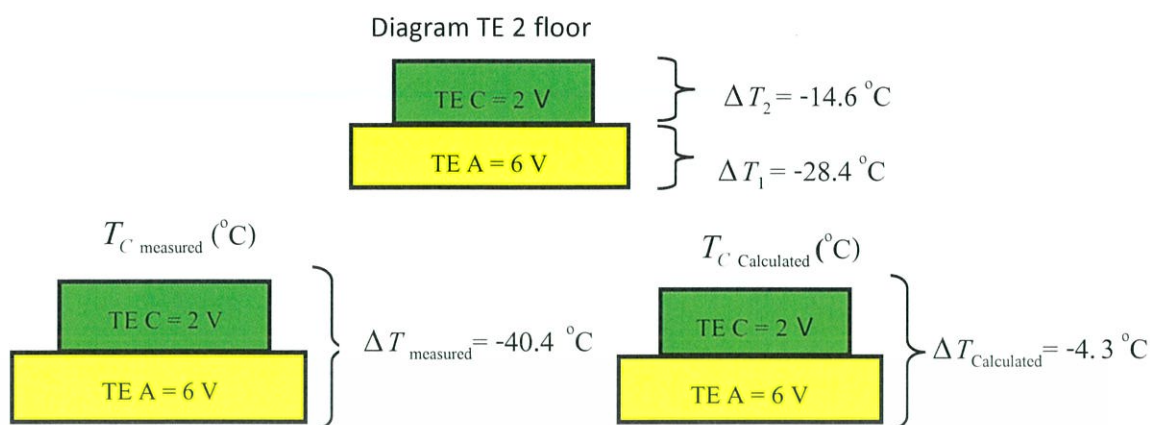 Diagram TE 2 floor
TE C = 2 V
ΔT₂ = -14.6 °C
TE A = 6 V
ΔT₁ = -28.4 °C
T_C measured (°C)
TE C = 2 V
TE A = 6 V
ΔT measured = -40.4 °C
T_C Calculated (°C)
TE C = 2 V
TE A = 6 V
ΔT Calculated = -4.3 °C